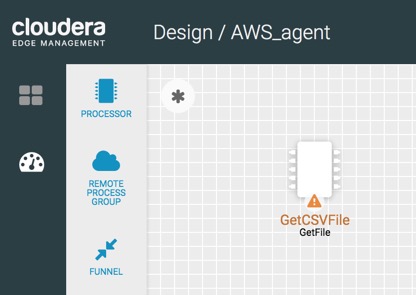 cloudera
EDGE MANAGEMENT
Design / AWS_agent
PROCESSOR
REMOTE
PROCESS
GROUP
FUNNEL
GetCSVFile
GetFile